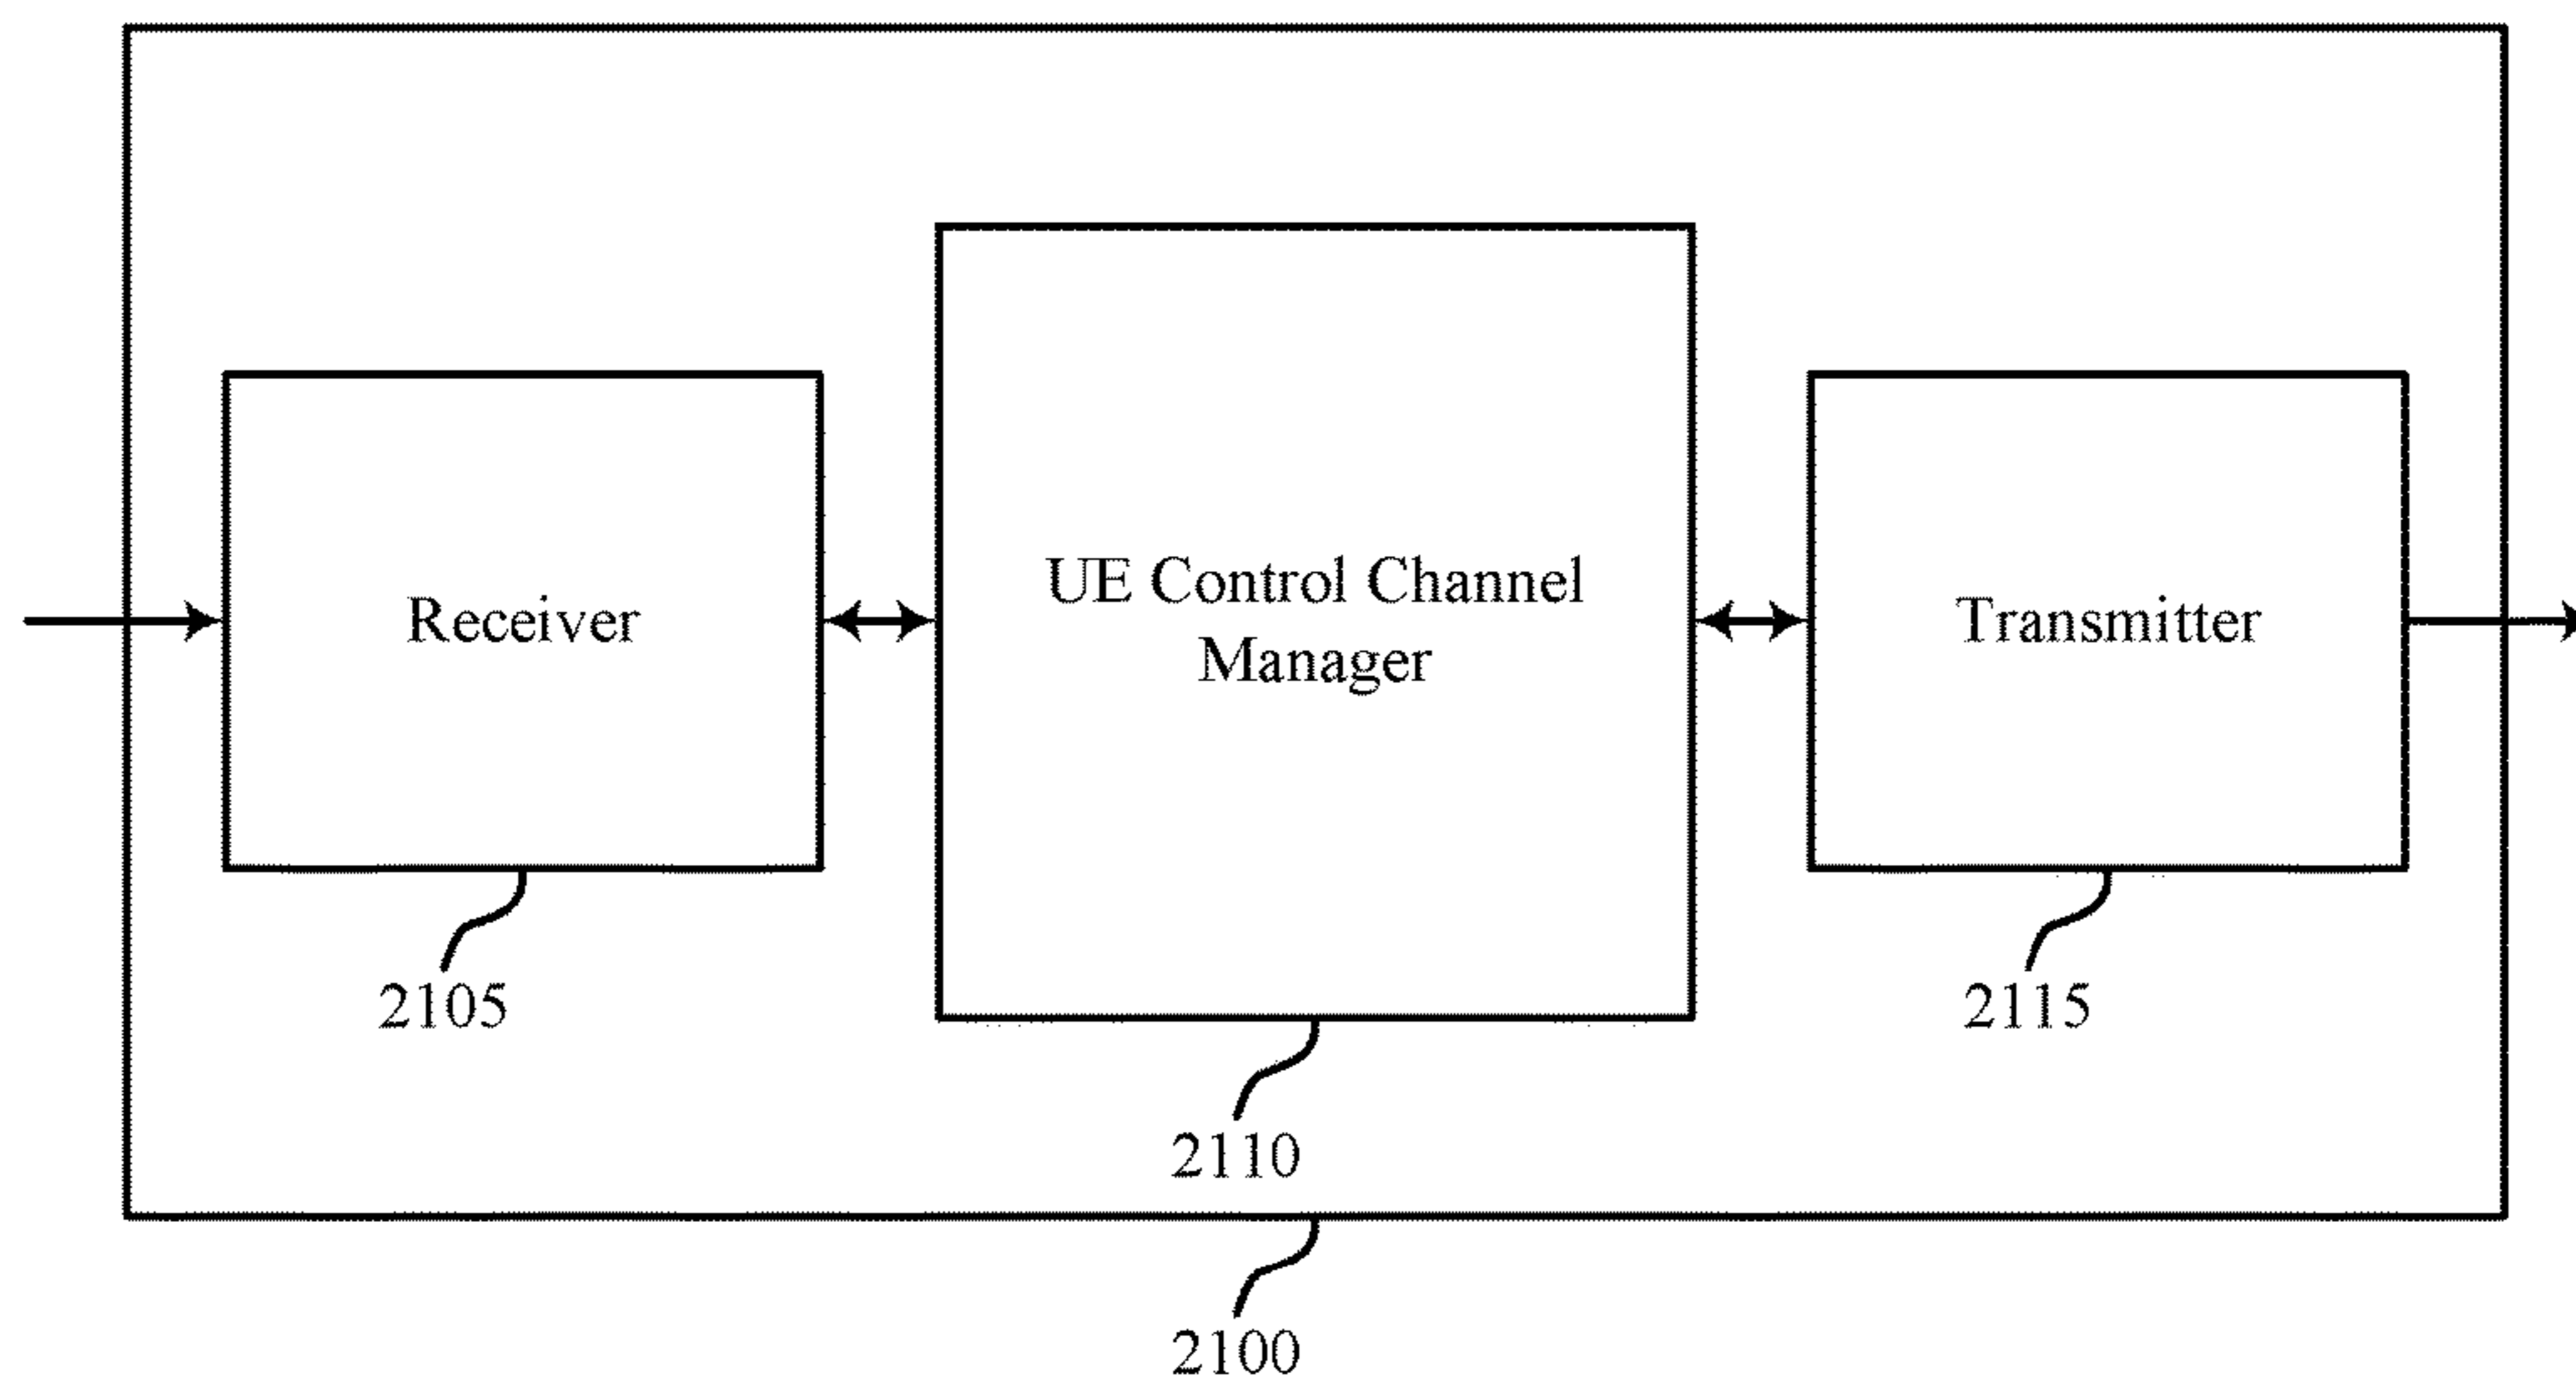 Receiver
UE Control Channel
Manager
Transmitter
2105
2115
2110
2100